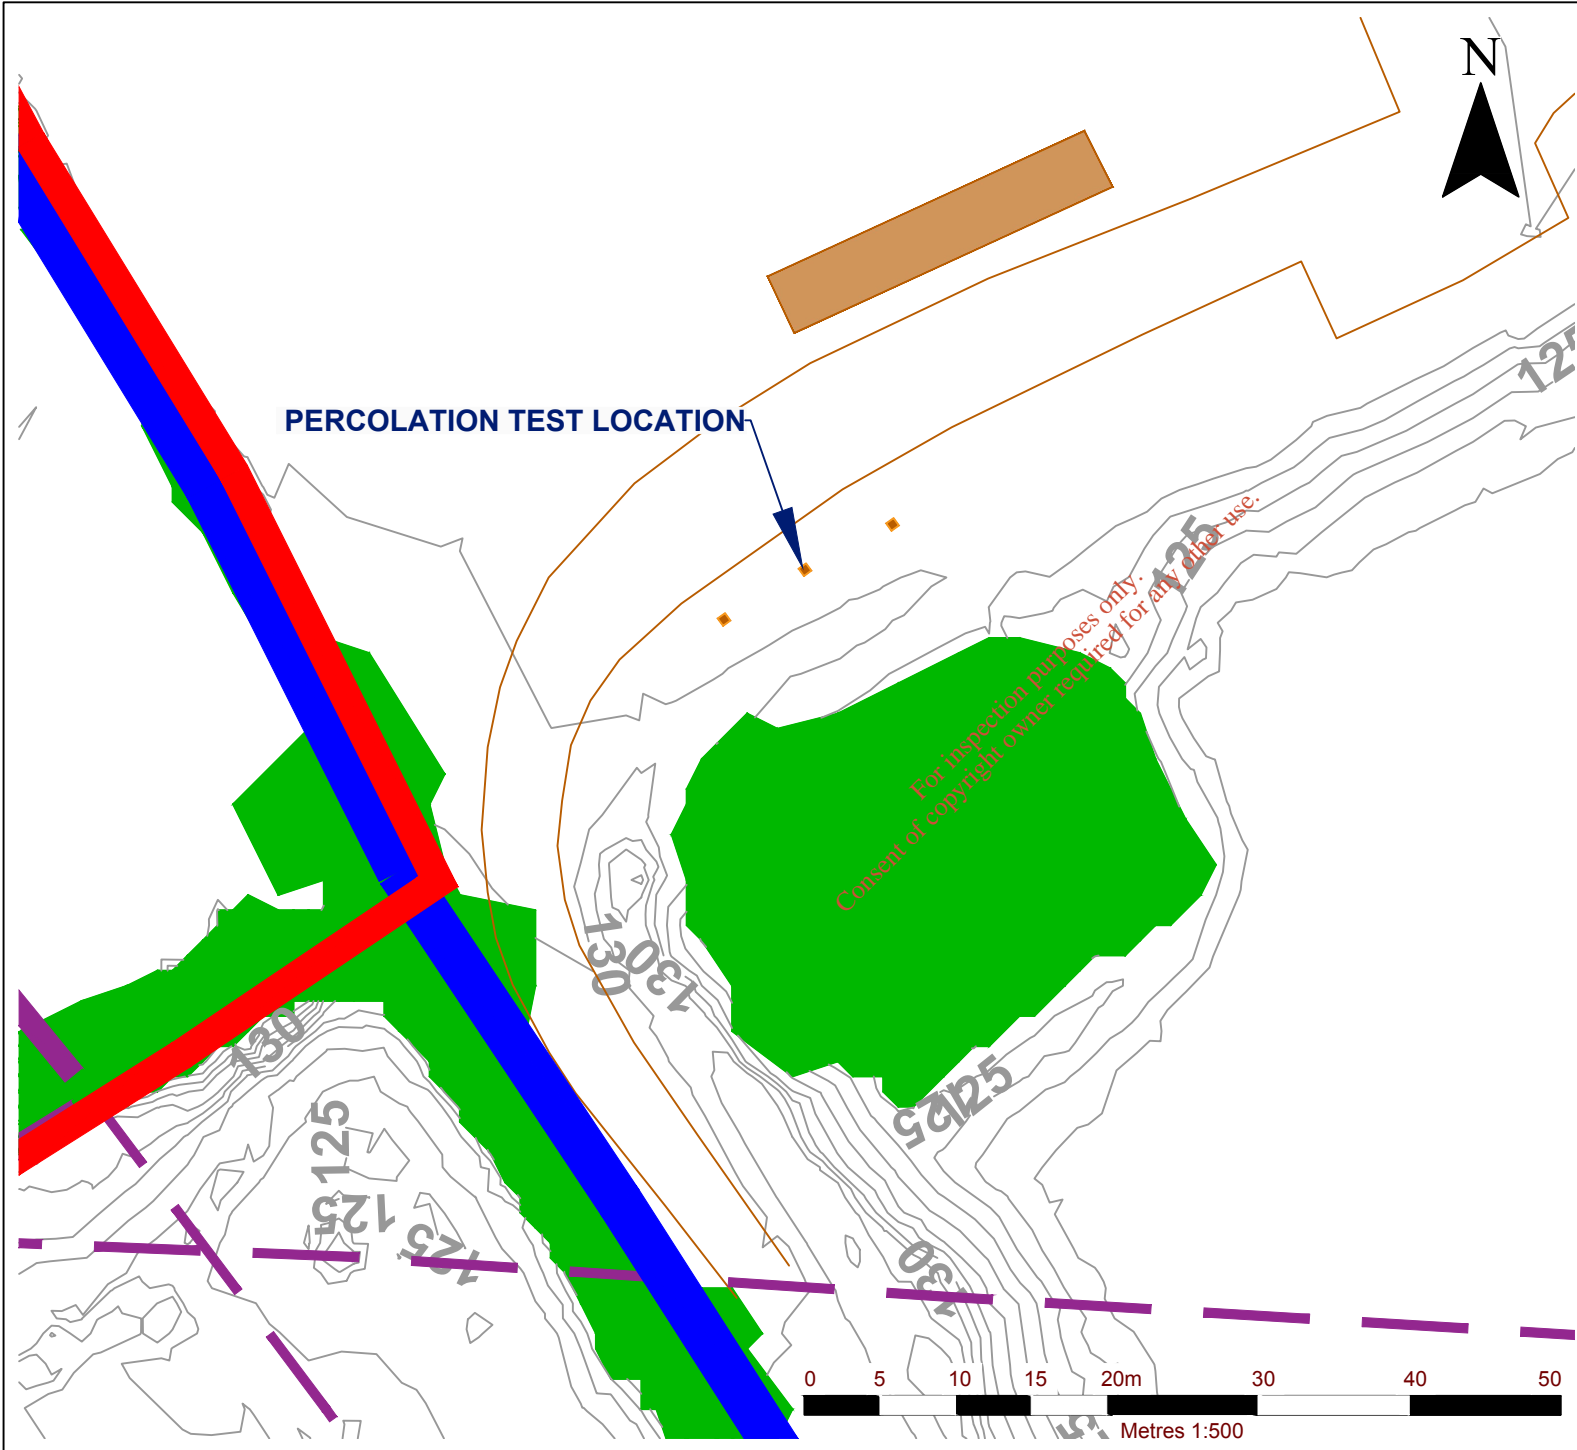 N
125
PERCOLATION TEST LOCATION
125
For inspection purposes only.
Consent of copyright owner required for any other use.
130
130
130
125
125
125
125
125
130
0 5 10 15 20m 30 40 50
Metres 1:500